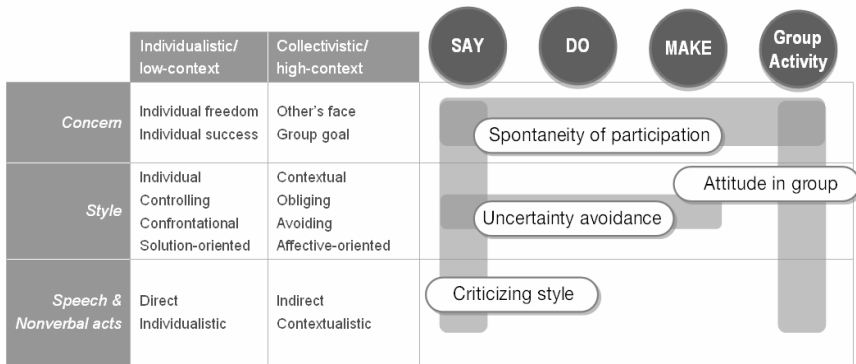 Individualistic/
low-context
Collectivistic/
high-context
SAY
DO
MAKE
Group
Activity
Concern
Individual freedom
Individual success
Other's face
Group goal
Spontaneity of participation
Style
Individual
Controlling
Confrontational
Solution-oriented
Contextual
Obliging
Avoiding
Affective-oriented
Attitude in group
Uncertainty avoidance
Speech &
Nonverbal acts
Direct
Individualistic
Indirect
Contextualistic
Criticizing style